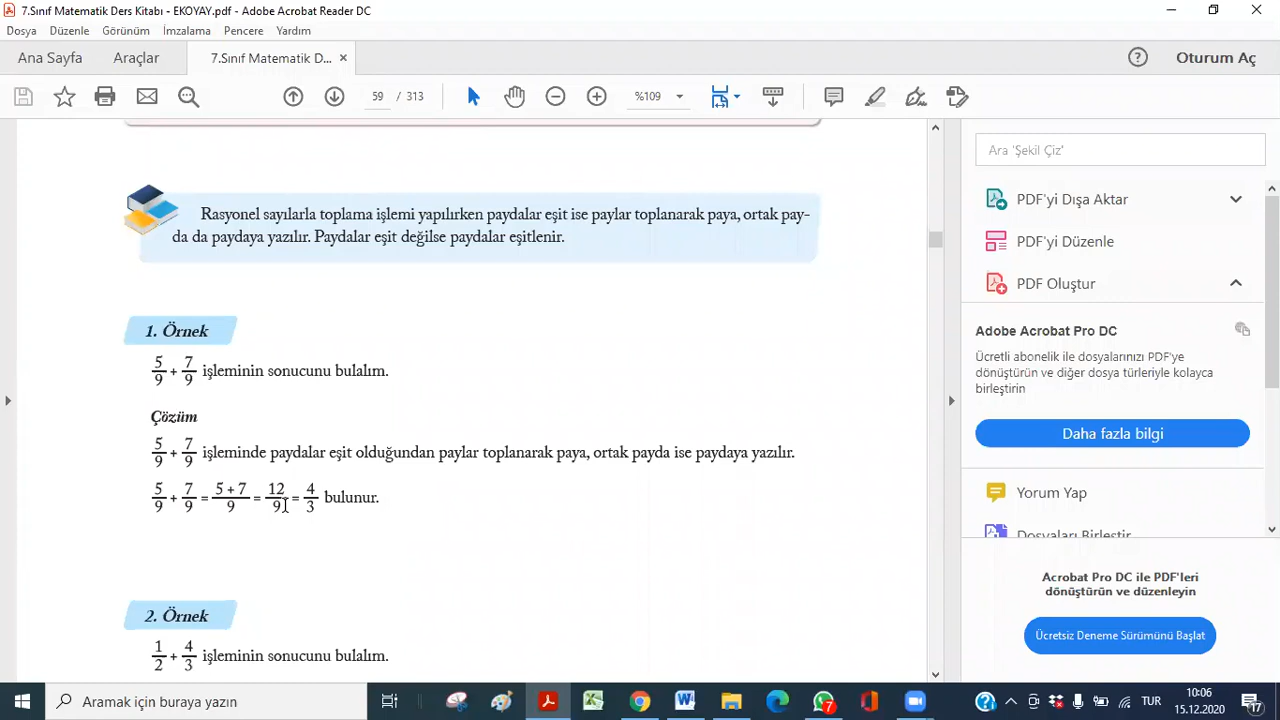 7.Sınıf Matematik Ders Kitabı - EKOYAY.pdf - Adobe Acrobat Reader DC
Dosya Düzenle Görünüm İmzalama Pencere Yardım
Ana Sayfa Araçlar 7.Sınıf Matematik D... × ? Oturum Aç
59 / 313 %109
Rasyonel sayılarla toplama işlemi yapılırken paydalar eşit ise paylar toplanarak paya, ortak pay-
da da paydaya yazılır. Paydalar eşit değilse paydalar eşitlenir.
1. Örnek
5/9 + 7/9 işleminin sonucunu bulalım.
Çözüm
5/9 + 7/9 işleminde paydalar eşit olduğundan paylar toplanarak paya, ortak payda ise paydaya yazılır.
5/9 + 7/9 = 5 + 7/9 = 12/9 = 4/3 bulunur.
2. Örnek
1/2 + 4/3 işleminin sonucunu bulalım.
Ara 'Şekil Çiz'
PDF'yi Dışa Aktar
PDF'yi Düzenle
PDF Oluştur
Adobe Acrobat Pro DC
Ücretli abonelik ile dosyalarınızı PDF'ye
dönüştürün ve diğer dosya türleriyle kolayca
birleştirin
Daha fazla bilgi
Yorum Yap
Dosyaları Birleştir
Acrobat Pro DC ile PDF'leri
dönüştürün ve düzenleyin
Ücretsiz Deneme Sürümünü Başlat
Aramak için buraya yazın
7
TUR
10:06
15.12.2020
17